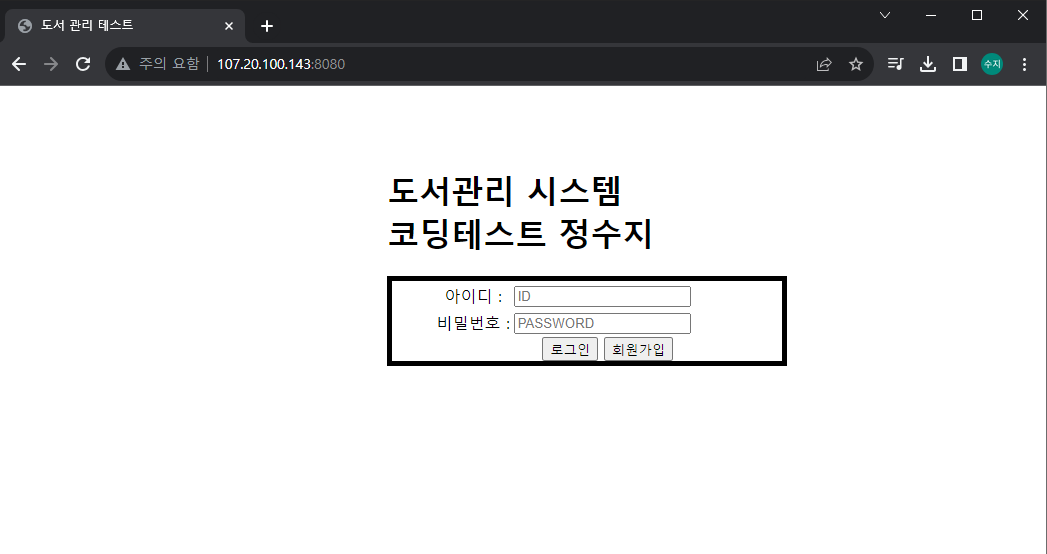 도서 관리 테스트
주의 요함 107.20.100.143:8080
수지
도서관리 시스템
코딩테스트 정수지
아이디 : ID
비밀번호 : PASSWORD
로그인 회원가입